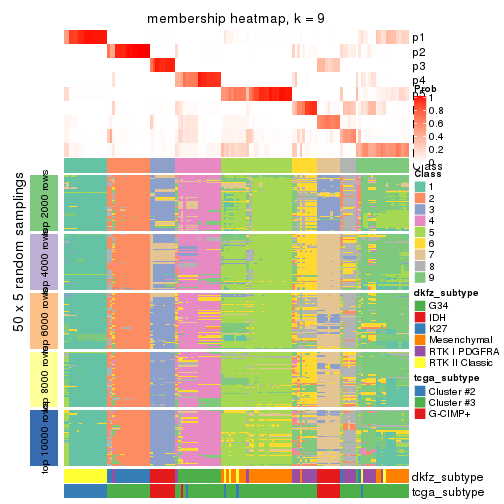 membership heatmap, k = 9
p1
p2
p3
p4
p5
Prob
1
0.8
0.6
0.4
0.2
0
Class
Class
1
2
3
4
5
6
7
8
9
50 x 5 random samplings
top 2000 rows
top 4000 rows
top 6000 rows
top 8000 rows
top 10000 rows
dkfz_subtype
G34
IDH
K27
Mesenchymal
RTK I PDGFRA
RTK II Classic
tcga_subtype
Cluster #2
Cluster #3
G-CIMP+
dkfz_subtype
tcga_subtype